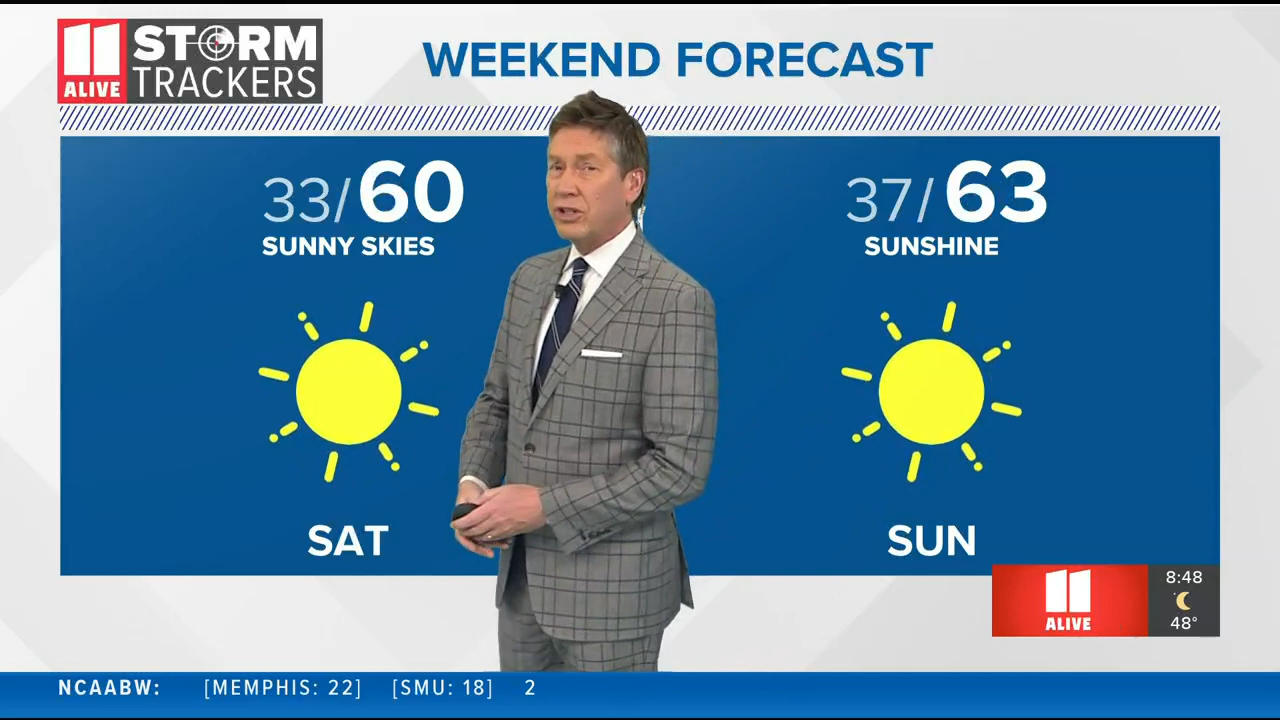 11 ALIVE
STORM
TRACKERS
WEEKEND FORECAST
33/60
SUNNY SKIES
SAT
37/63
SUNSHINE
SUN
11 ALIVE
8:48
48°
NCAABW: [MEMPHIS: 22] [SMU: 18] 2